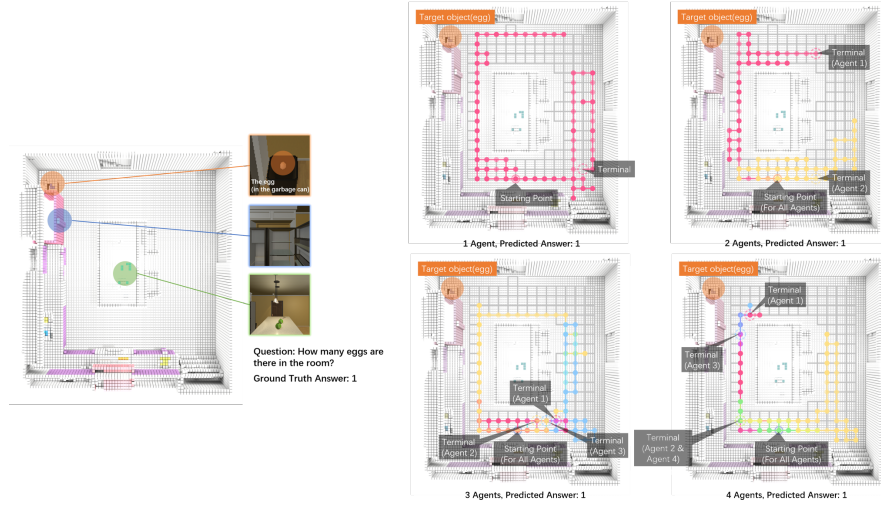 The egg
(in the garbage can)
Question: How many eggs are
there in the room?
Ground Truth Answer: 1
Target object(egg)
Terminal
Starting Point
1 Agent, Predicted Answer: 1
Target object(egg)
Terminal
(Agent 1)
Terminal
(Agent 2)
Starting Point
(For All Agents)
2 Agents, Predicted Answer: 1
Target object(egg)
Terminal
(Agent 1)
Terminal
(Agent 2)
Starting Point
(For All Agents)
Terminal
(Agent 3)
3 Agents, Predicted Answer: 1
Target object(egg)
Terminal
(Agent 1)
Terminal
(Agent 3)
Terminal
(Agent 2 &
Agent 4)
Starting Point
(For All Agents)
4 Agents, Predicted Answer: 1